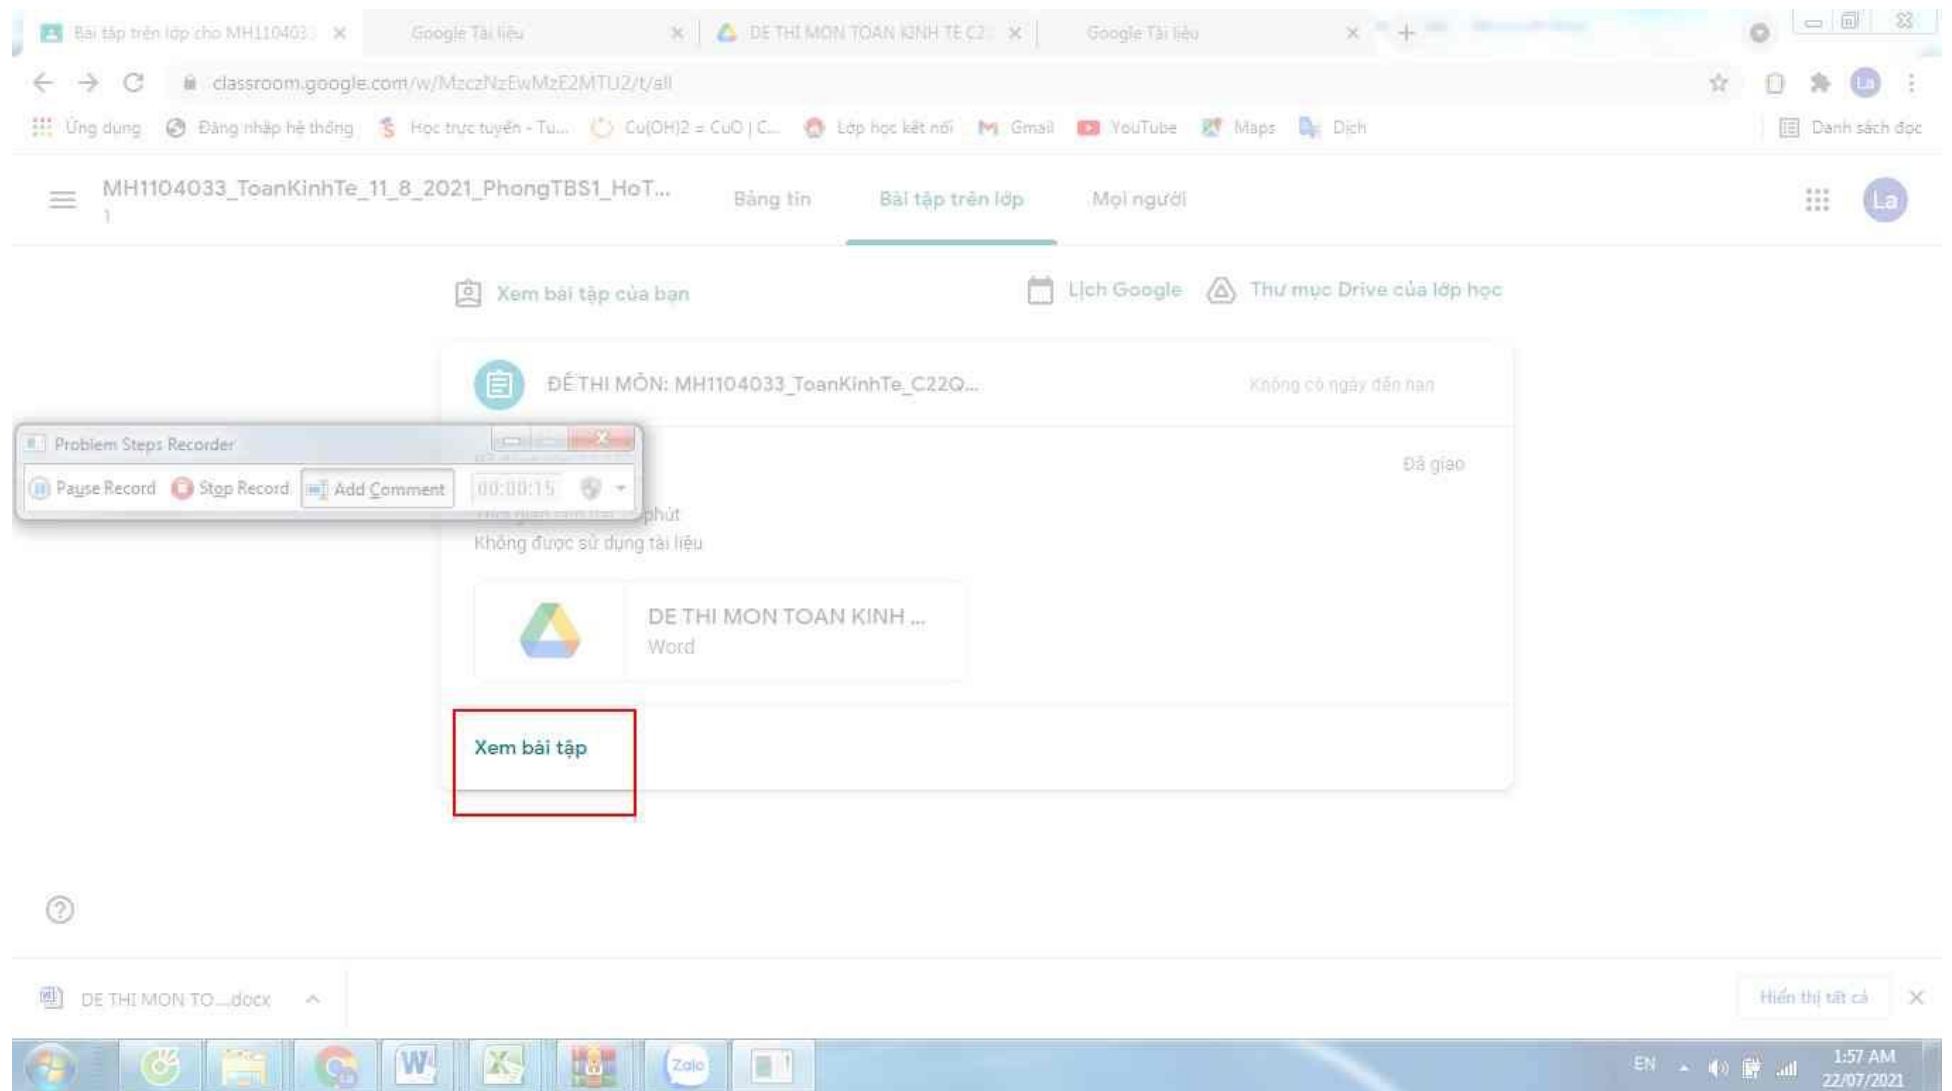 Bài tập trên lớp cho MH110403
Google Tài liệu
DE THI MON TOAN KINH TE C2
Google Tài liệu
classroom.google.com/w/MzczNzEwMzE2MTU2/t/all
Ứng dụng
Đăng nhập hệ thống
Học trực tuyến - Tu...
Cu(OH)2 = CuO | C...
Lớp học kết nối
Gmail
YouTube
Maps
Dịch
Danh sách đọc
MH1104033_ToanKinhTe_11_8_2021_PhongTBS1_HoT...
1
Bảng tin
Bài tập trên lớp
Mọi người
La
Xem bài tập của bạn
Lịch Google
Thư mục Drive của lớp học
ĐỀ THI MÔN: MH1104033_ToanKinhTe_C22Q...
Không có ngày đến hạn
Problem Steps Recorder
Đã giao
Pause Record
Stop Record
Add Comment
00:00:15
phút
Không được sử dụng tài liệu
DE THI MON TOAN KINH ...
Word
Xem bài tập
DE THI MON TO....docx
Hiển thị tất cả
Zalo
EN
1:57 AM
22/07/2021